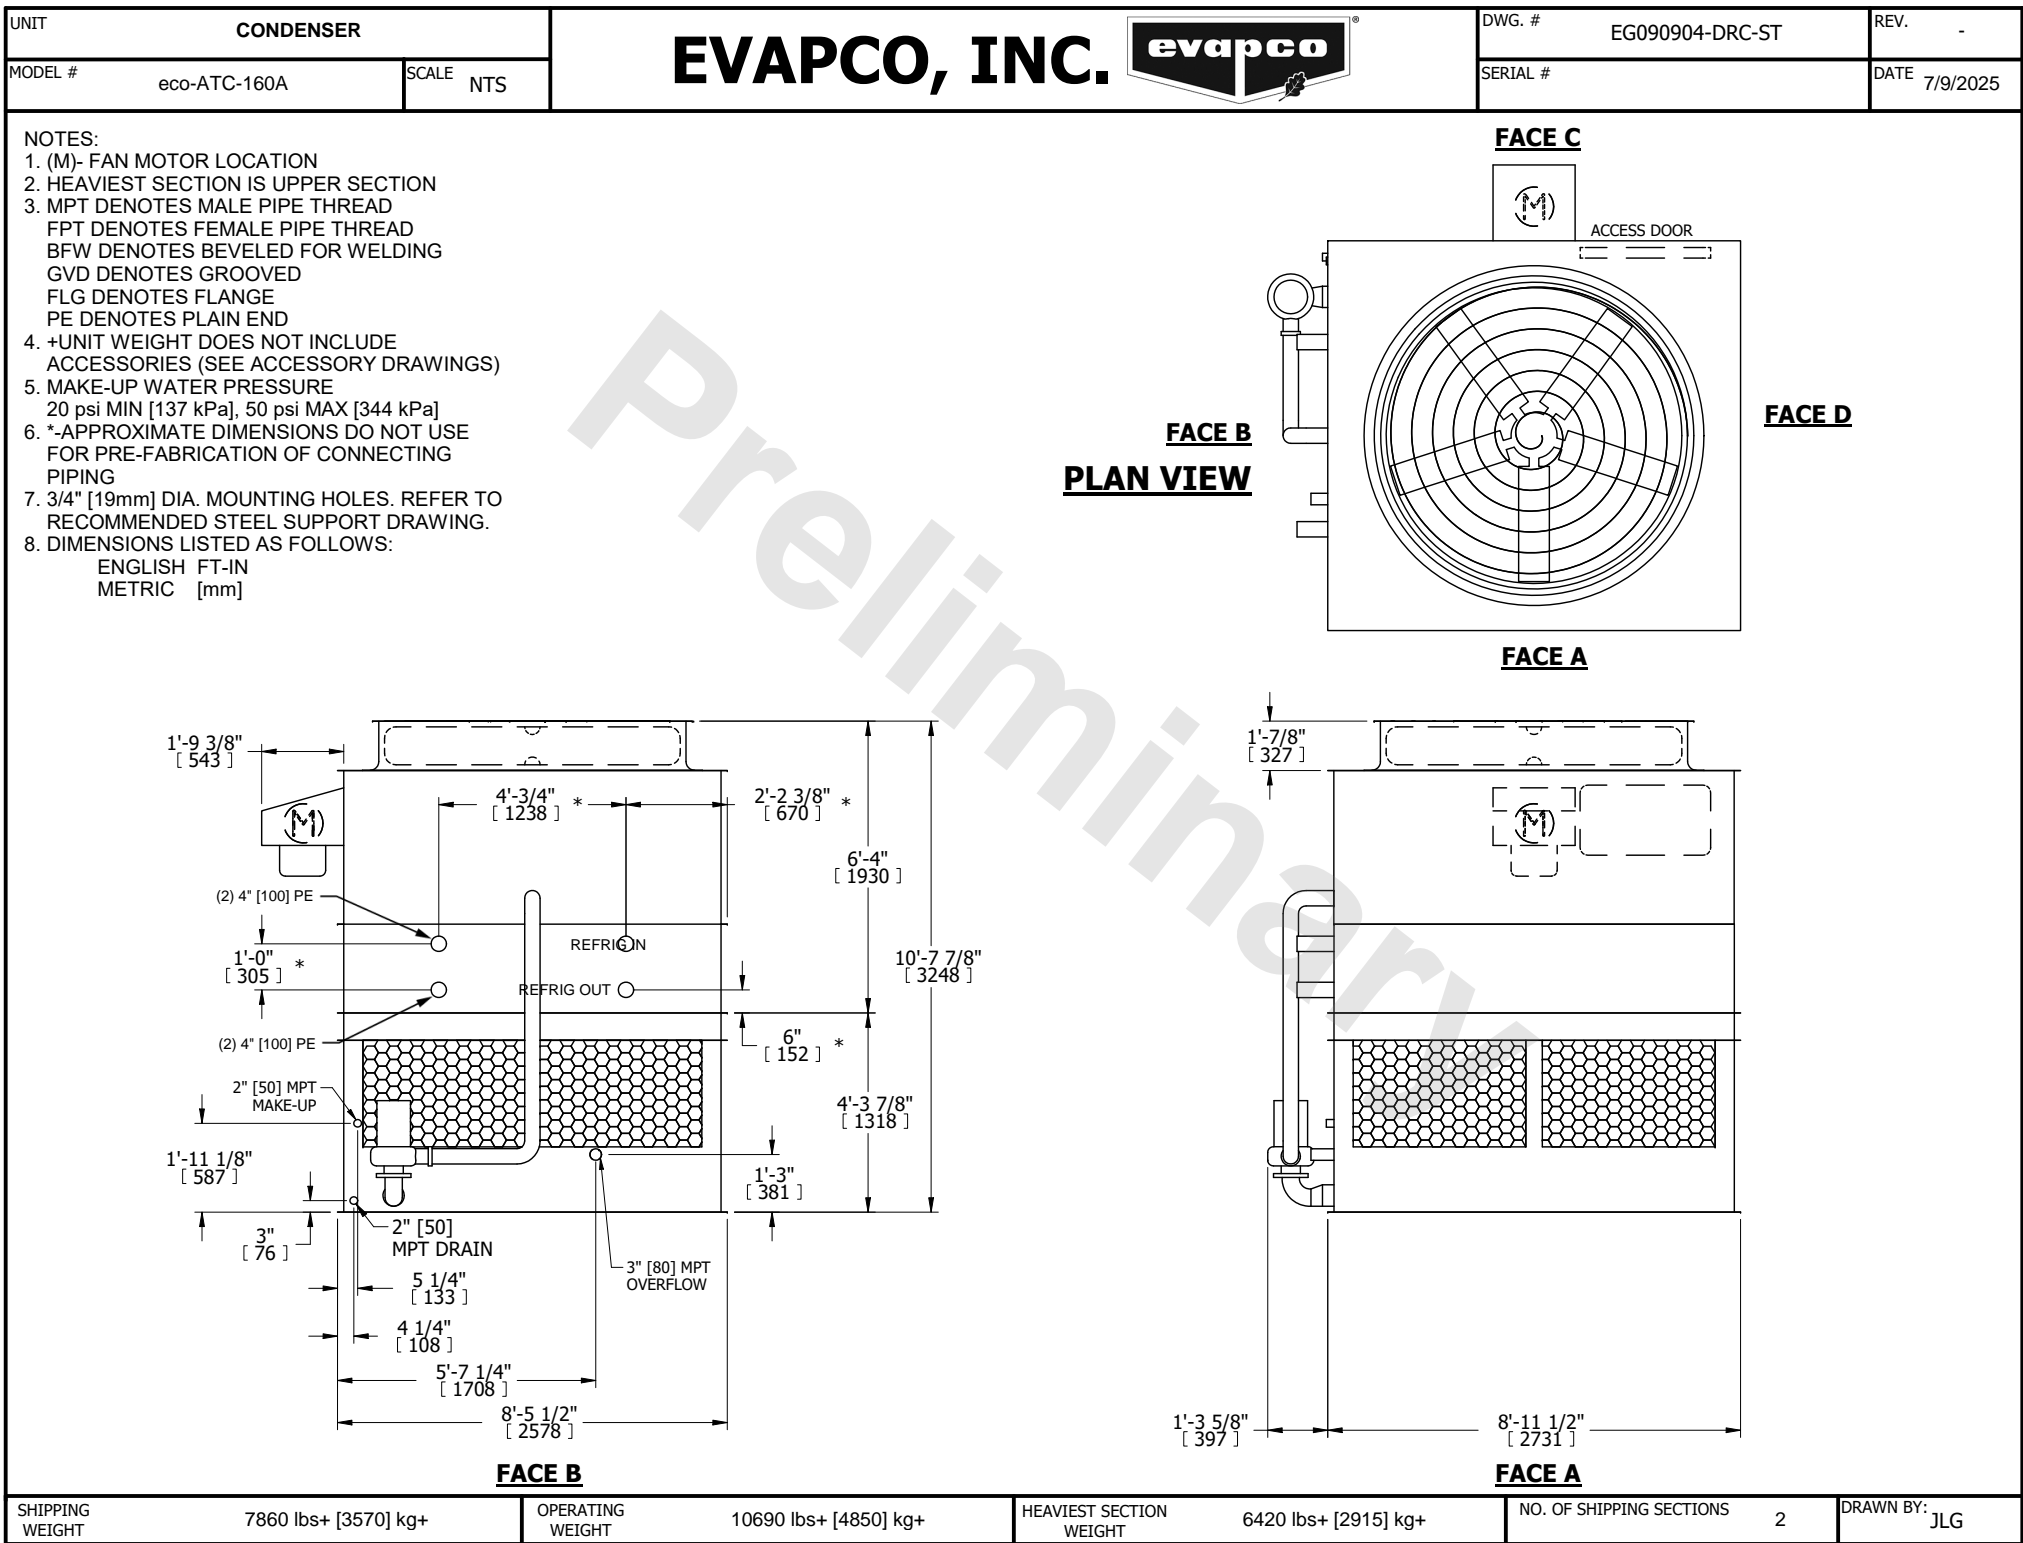 UNIT
CONDENSER
MODEL #
eco-ATC-160A
SCALE
NTS
EVAPCO, INC.
evapco
®
DWG. #
EG090904-DRC-ST
REV.
-
SERIAL #
DATE
7/9/2025
NOTES:
1. (M)- FAN MOTOR LOCATION
2. HEAVIEST SECTION IS UPPER SECTION
3. MPT DENOTES MALE PIPE THREAD
FPT DENOTES FEMALE PIPE THREAD
BFW DENOTES BEVELED FOR WELDING
GVD DENOTES GROOVED
FLG DENOTES FLANGE
PE DENOTES PLAIN END
4. +UNIT WEIGHT DOES NOT INCLUDE
ACCESSORIES (SEE ACCESSORY DRAWINGS)
5. MAKE-UP WATER PRESSURE
20 psi MIN [137 kPa], 50 psi MAX [344 kPa]
6. *-APPROXIMATE DIMENSIONS DO NOT USE
FOR PRE-FABRICATION OF CONNECTING
PIPING
7. 3/4" [19mm] DIA. MOUNTING HOLES. REFER TO
RECOMMENDED STEEL SUPPORT DRAWING.
8. DIMENSIONS LISTED AS FOLLOWS:
ENGLISH FT-IN
METRIC [mm]
Preliminary
FACE C
(M)
ACCESS DOOR
FACE B
PLAN VIEW
FACE D
FACE A
1'-9 3/8"
[ 543 ]
(M)
4'-3/4" *
[ 1238 ]
2'-2 3/8" *
[ 670 ]
6'-4"
[ 1930 ]
(2) 4" [100] PE
REFRIG IN
1'-0" *
[ 305 ]
10'-7 7/8"
[ 3248 ]
REFRIG OUT
(2) 4" [100] PE
6" *
[ 152 ]
2" [50] MPT
MAKE-UP
4'-3 7/8"
[ 1318 ]
1'-11 1/8"
[ 587 ]
1'-3"
[ 381 ]
3"
[ 76 ]
2" [50]
MPT DRAIN
3" [80] MPT
OVERFLOW
5 1/4"
[ 133 ]
4 1/4"
[ 108 ]
5'-7 1/4"
[ 1708 ]
8'-5 1/2"
[ 2578 ]
FACE B
1'-7/8"
[ 327 ]
(M)
1'-3 5/8"
[ 397 ]
8'-11 1/2"
[ 2731 ]
FACE A
SHIPPING
WEIGHT
7860 lbs+ [3570] kg+
OPERATING
WEIGHT
10690 lbs+ [4850] kg+
HEAVIEST SECTION
WEIGHT
6420 lbs+ [2915] kg+
NO. OF SHIPPING SECTIONS
2
DRAWN BY:
JLG